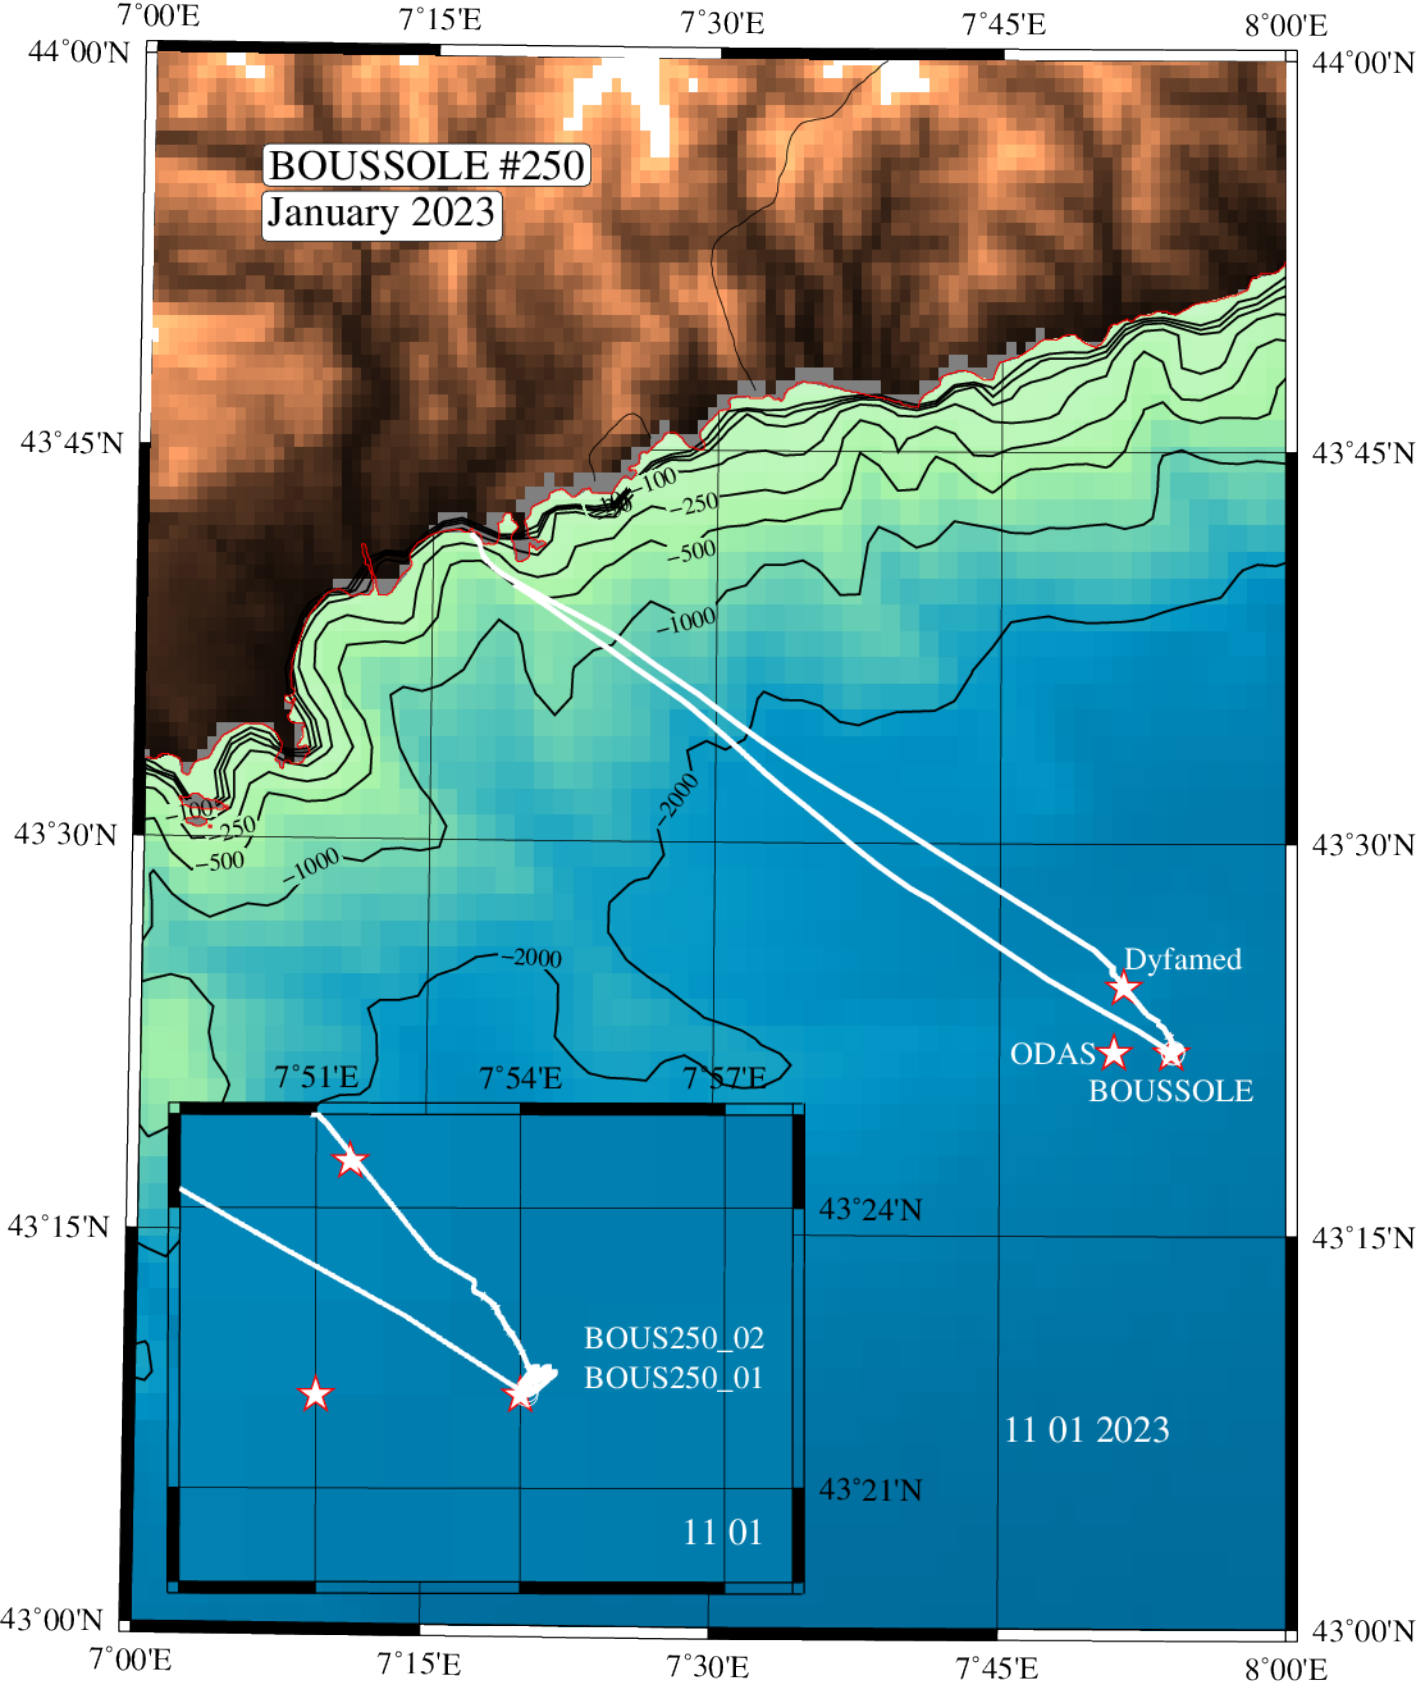 7°00'E 7°15'E 7°30'E 7°45'E 8°00'E
44°00'N 44°00'N
BOUSSOLE #250
January 2023
43°45'N 43°45'N
−100
−250
−500
−1000
−2000
−100
−250
−500
−1000
43°30'N 43°30'N
−2000
Dyfamed
ODAS
BOUSSOLE
7°51'E 7°54'E 7°57'E
43°24'N
43°15'N 43°15'N
BOUS250_02
BOUS250_01
11 01 2023
43°21'N
11 01
43°00'N 43°00'N
7°00'E 7°15'E 7°30'E 7°45'E 8°00'E